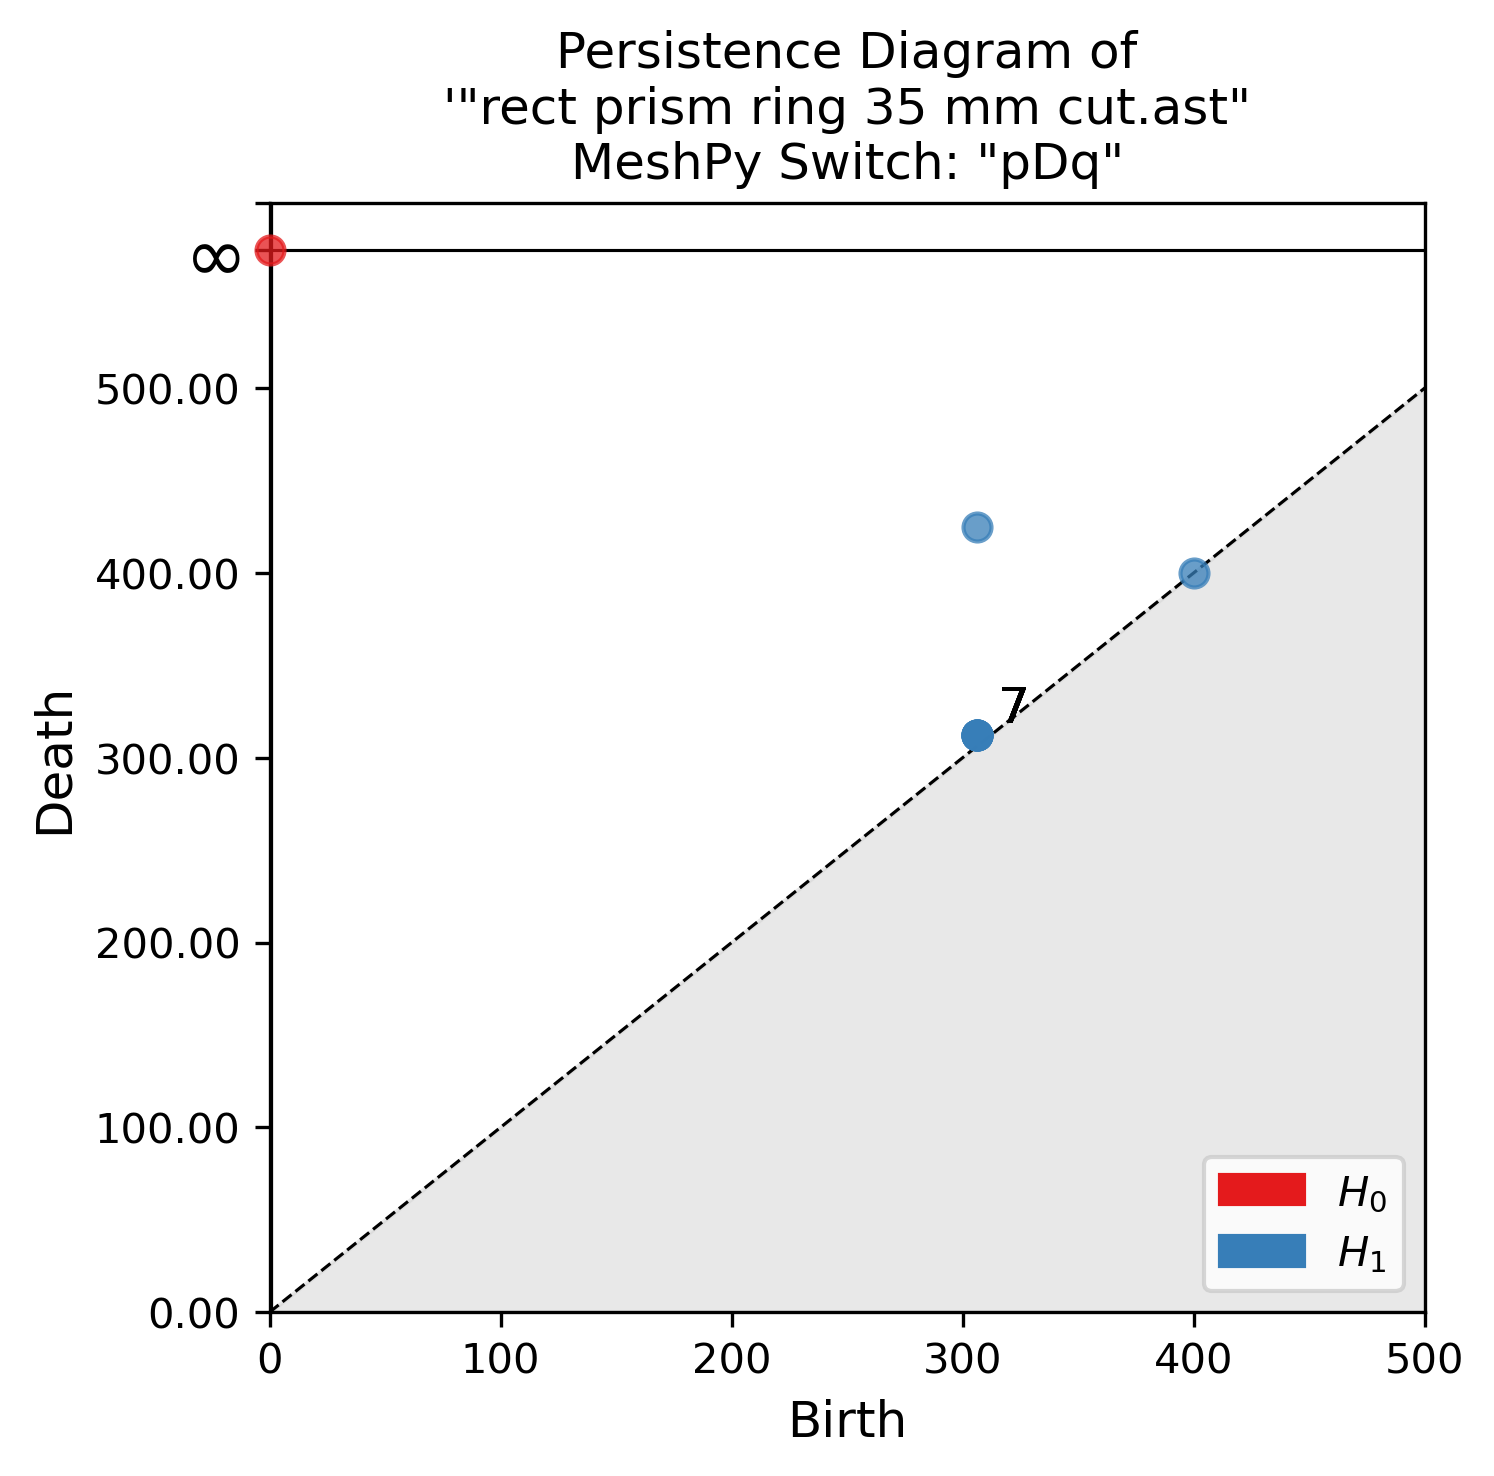 Persistence Diagram of
'"rect prism ring 35 mm cut.ast"
MeshPy Switch: "pDq"
∞
500.00
400.00
300.00
200.00
100.00
0.00
Death
7
H₀
H₁
0 100 200 300 400 500
Birth